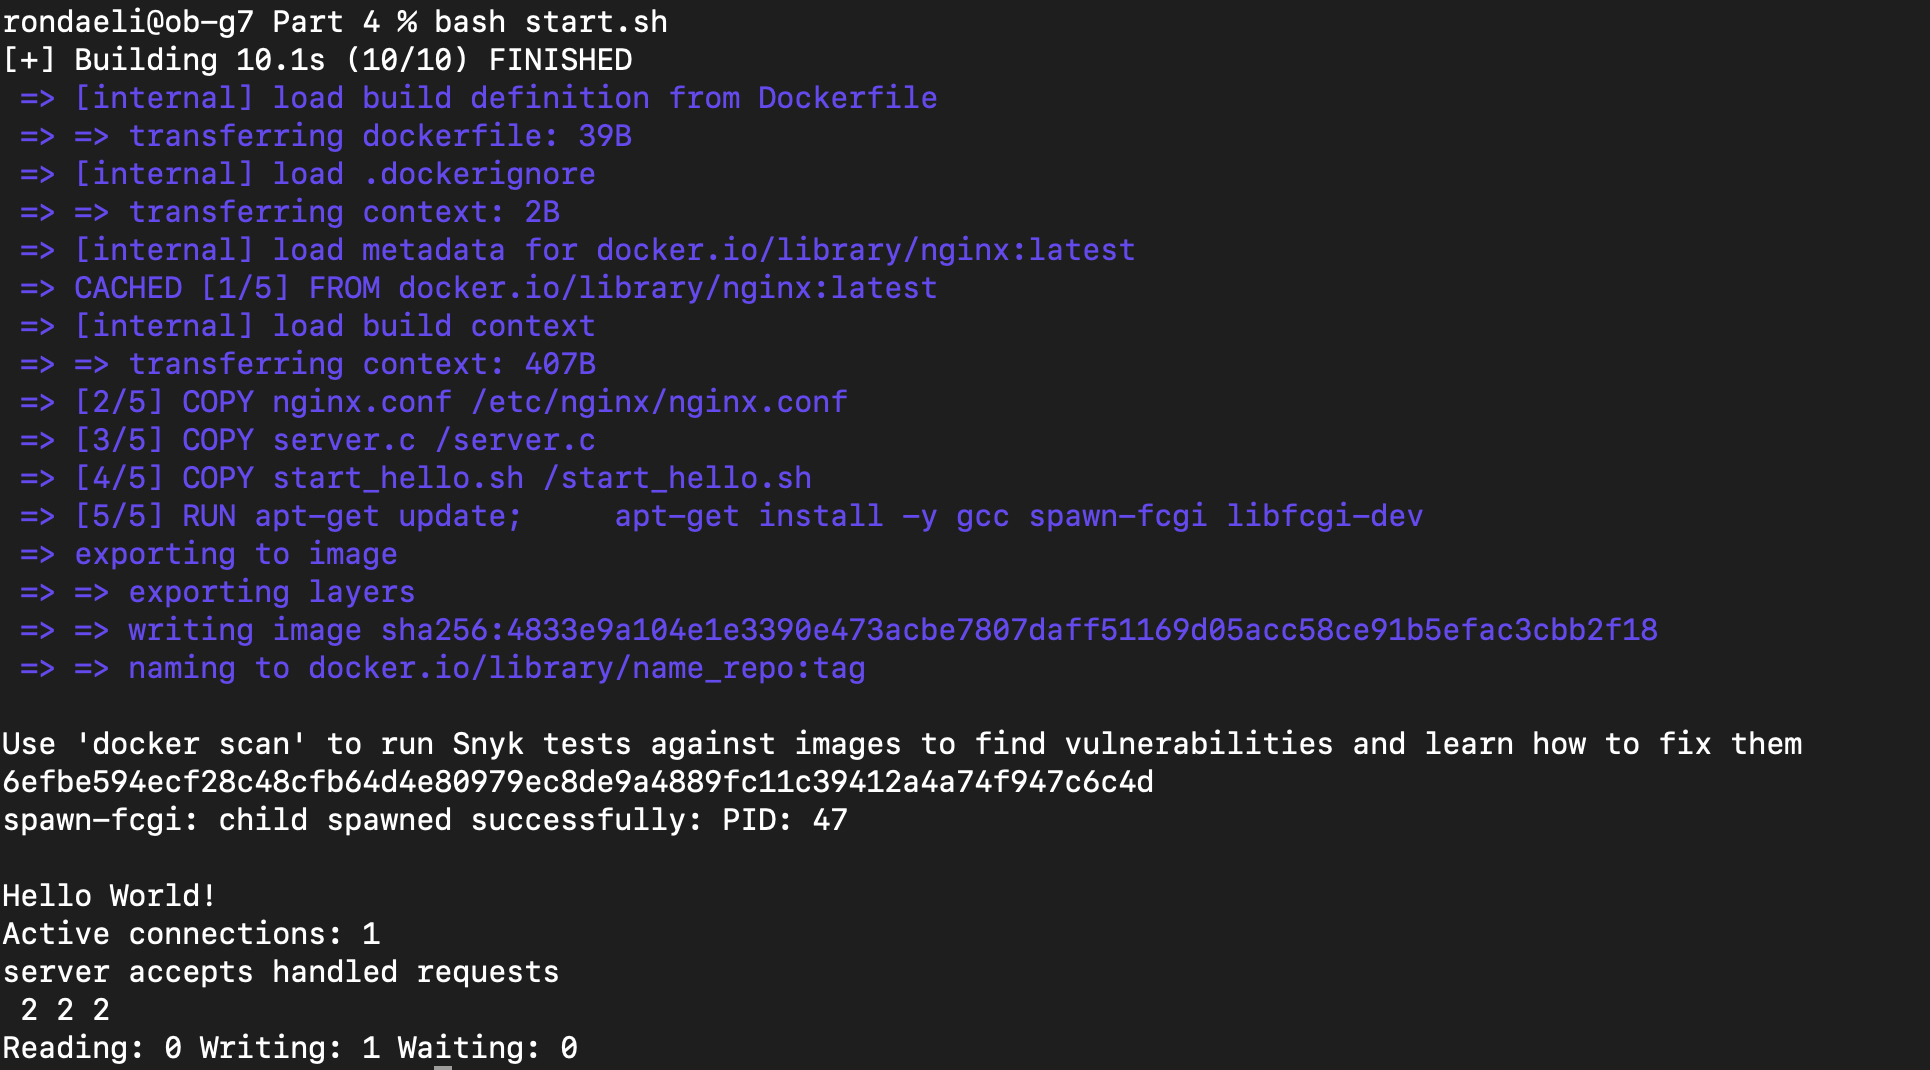 rondaeli@ob-g7 Part 4 % bash start.sh
[+] Building 10.1s (10/10) FINISHED
=> [internal] load build definition from Dockerfile
=> => transferring dockerfile: 39B
=> [internal] load .dockerignore
=> => transferring context: 2B
=> [internal] load metadata for docker.io/library/nginx:latest
=> CACHED [1/5] FROM docker.io/library/nginx:latest
=> [internal] load build context
=> => transferring context: 407B
=> [2/5] COPY nginx.conf /etc/nginx/nginx.conf
=> [3/5] COPY server.c /server.c
=> [4/5] COPY start_hello.sh /start_hello.sh
=> [5/5] RUN apt-get update;     apt-get install -y gcc spawn-fcgi libfcgi-dev
=> exporting to image
=> => exporting layers
=> => writing image sha256:4833e9a104e1e3390e473acbe7807daff51169d05acc58ce91b5efac3cbb2f18
=> => naming to docker.io/library/name_repo:tag
Use 'docker scan' to run Snyk tests against images to find vulnerabilities and learn how to fix them
6efbe594ecf28c48cfb64d4e80979ec8de9a4889fc11c39412a4a74f947c6c4d
spawn-fcgi: child spawned successfully: PID: 47
Hello World!
Active connections: 1
server accepts handled requests
2 2 2
Reading: 0 Writing: 1 Waiting: 0